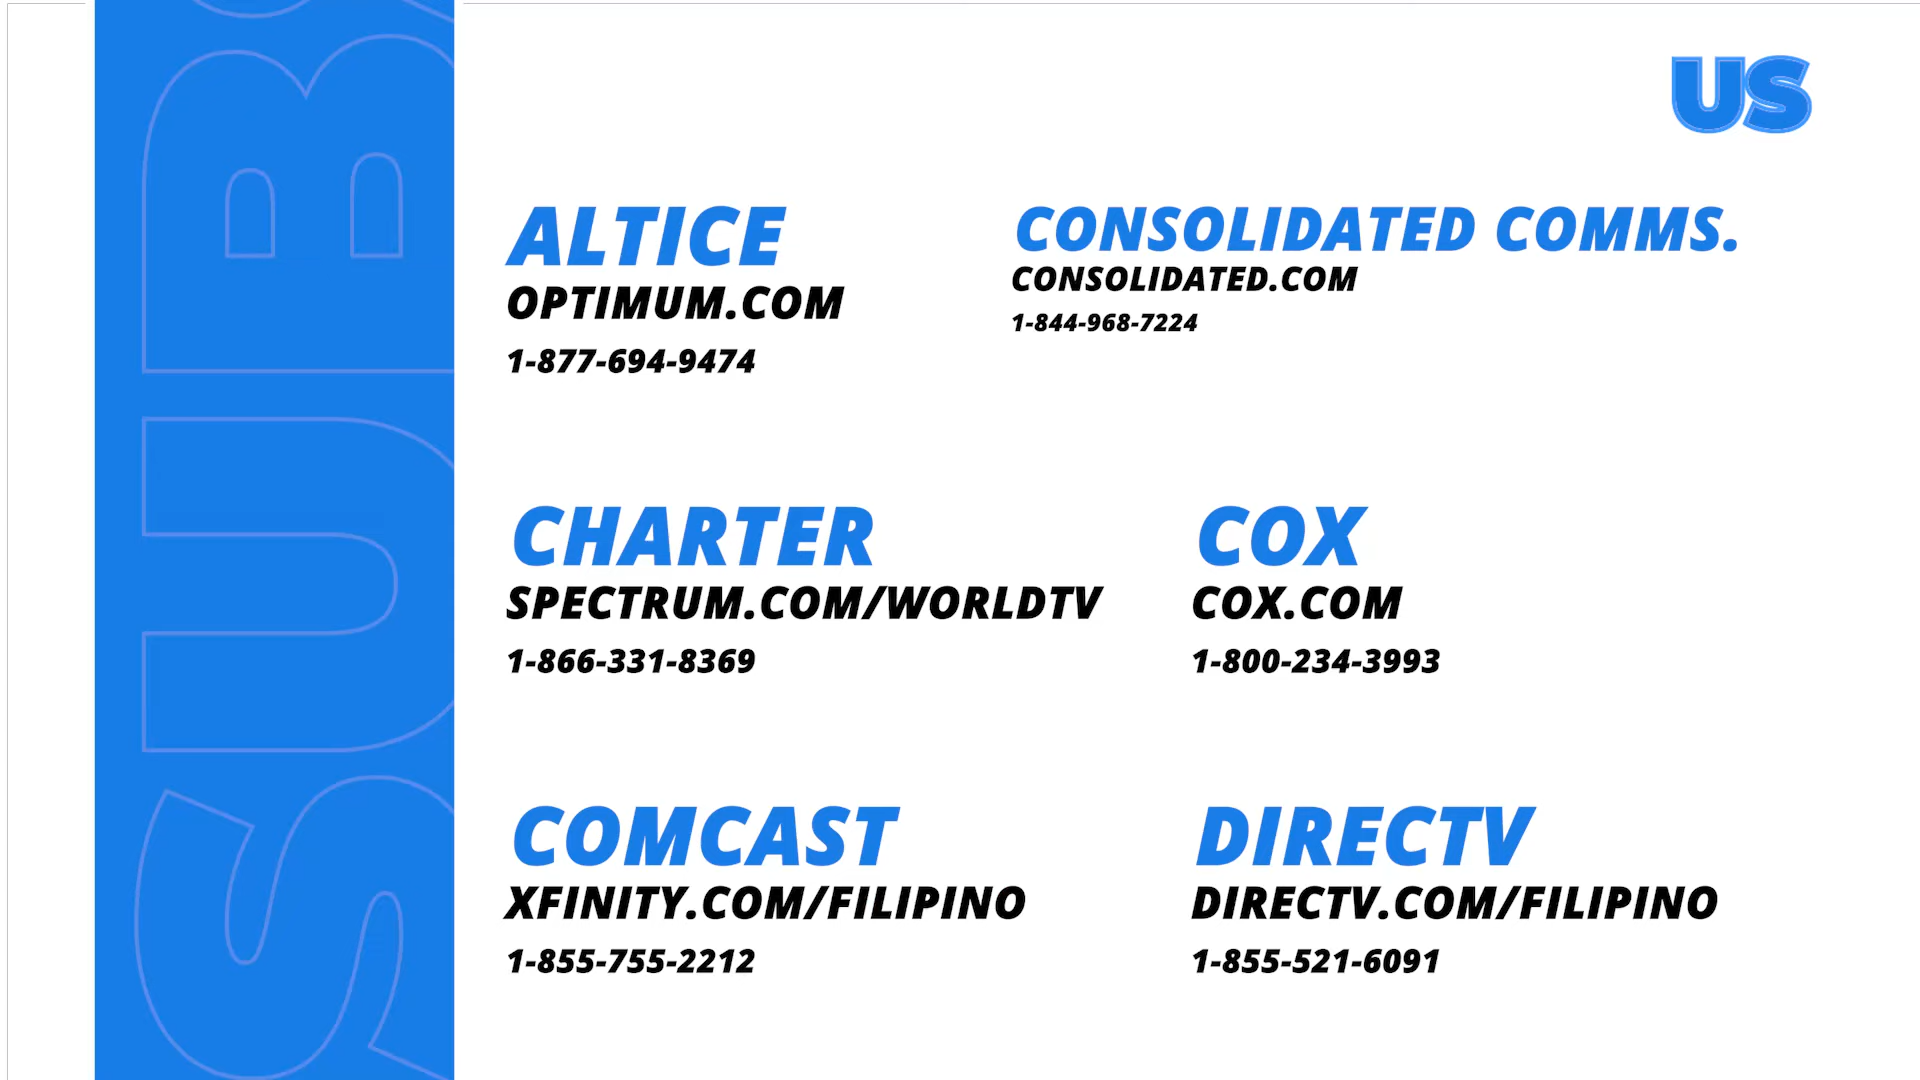 US
ALTICE
OPTIMUM.COM
1-877-694-9474
CONSOLIDATED COMMS.
CONSOLIDATED.COM
1-844-968-7224
CHARTER
SPECTRUM.COM/WORLDTV
1-866-331-8369
COX
COX.COM
1-800-234-3993
COMCAST
XFINITY.COM/FILIPINO
1-855-755-2212
DIRECTV
DIRECTV.COM/FILIPINO
1-855-521-6091
SUB